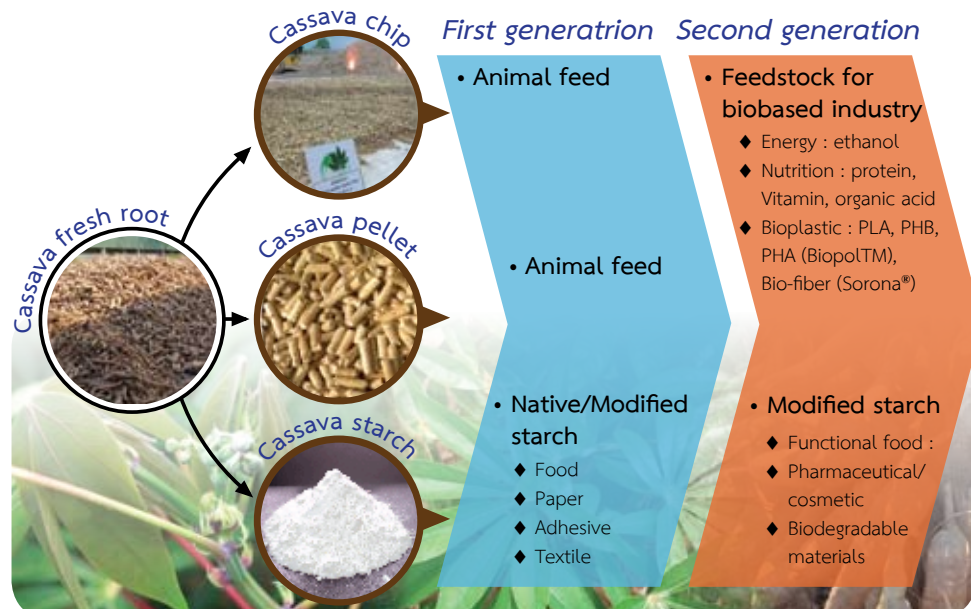 Cassava chip
First generatrion
Second generation
Cassava fresh root
Cassava pellet
Cassava starch
• Animal feed
• Animal feed
• Native/Modified
starch
♦ Food
♦ Paper
♦ Adhesive
♦ Textile
• Feedstock for
biobased industry
♦ Energy : ethanol
♦ Nutrition : protein,
Vitamin, organic acid
♦ Bioplastic : PLA, PHB,
PHA (BiopolTM),
Bio-fiber (Sorona®)
• Modified starch
♦ Functional food :
♦ Pharmaceutical/
cosmetic
♦ Biodegradable
materials